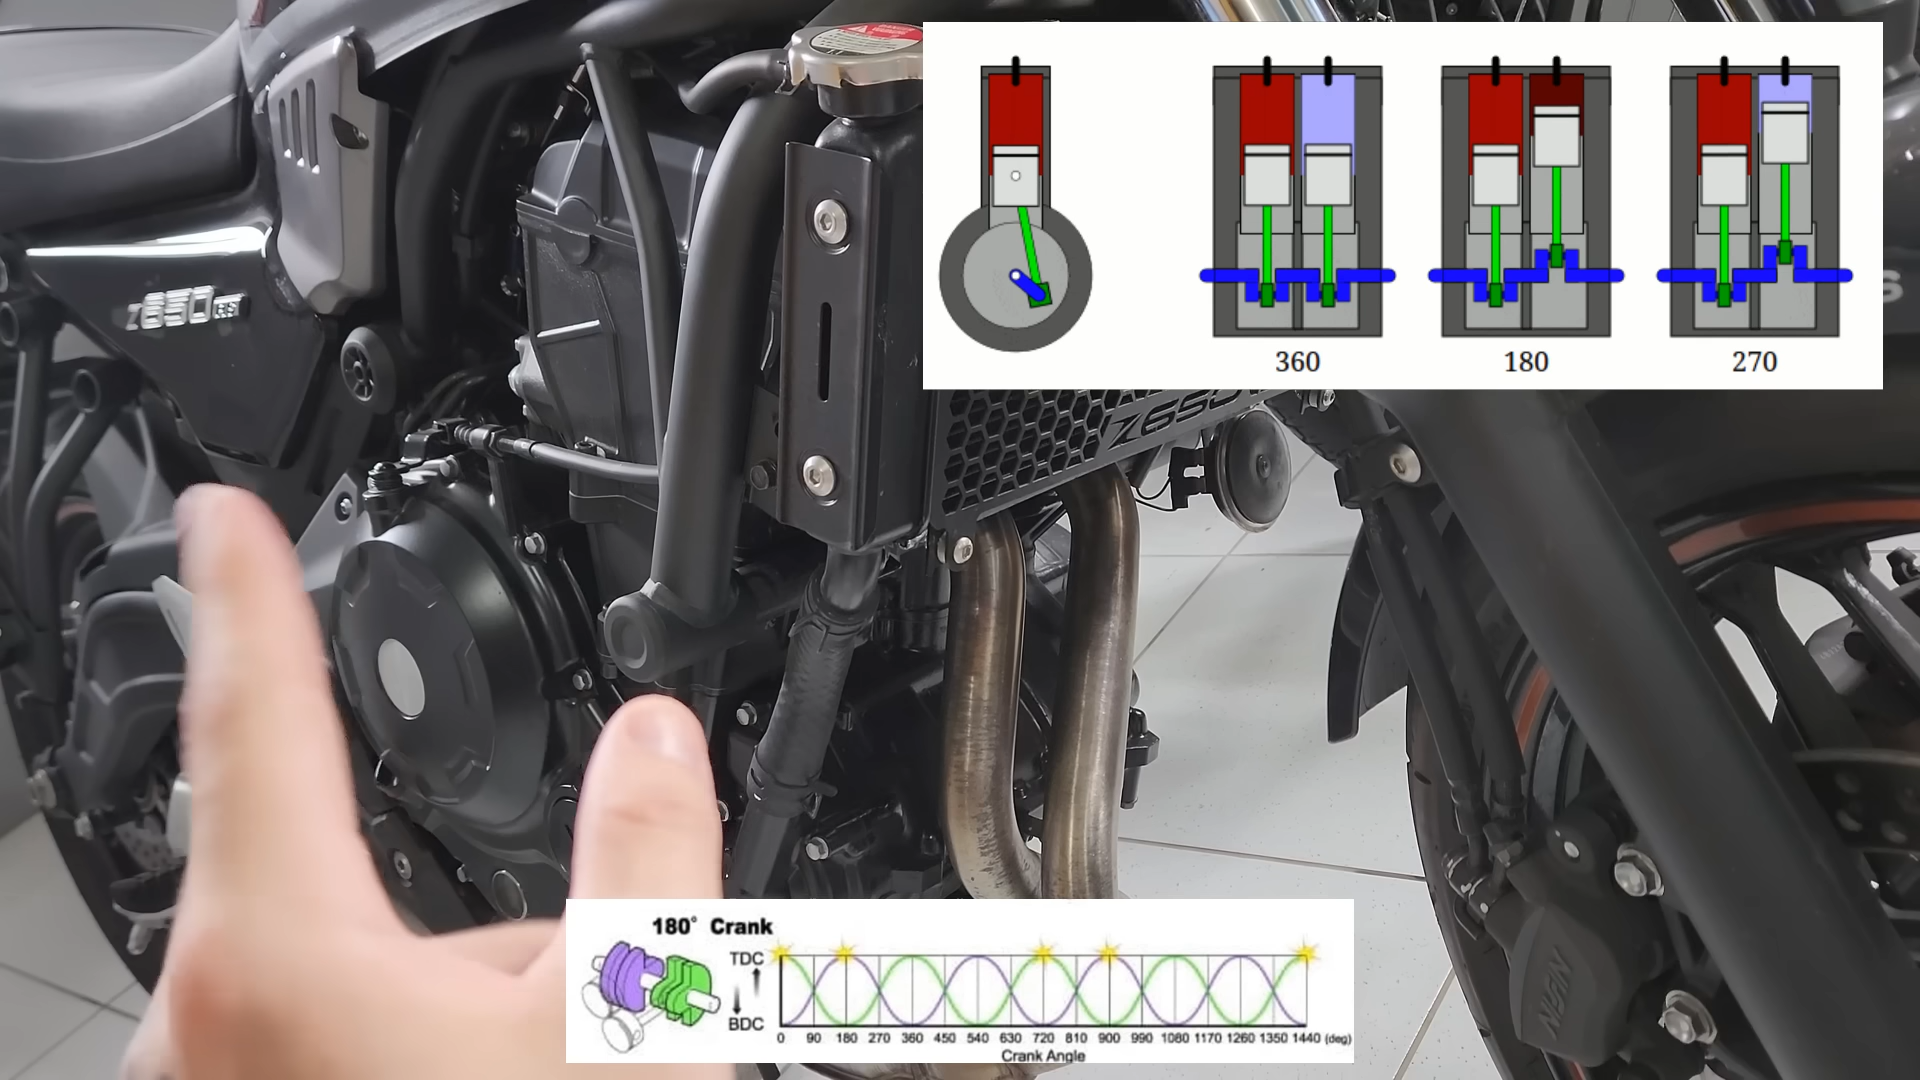 360
180
270
Z650RS
Z650
S
180° Crank
TDC
BDC
0 90 180 270 360 450 540 630 720 810 900 990 1080 1170 1260 1350 1440 (deg)
Crank Angle
NISSIN